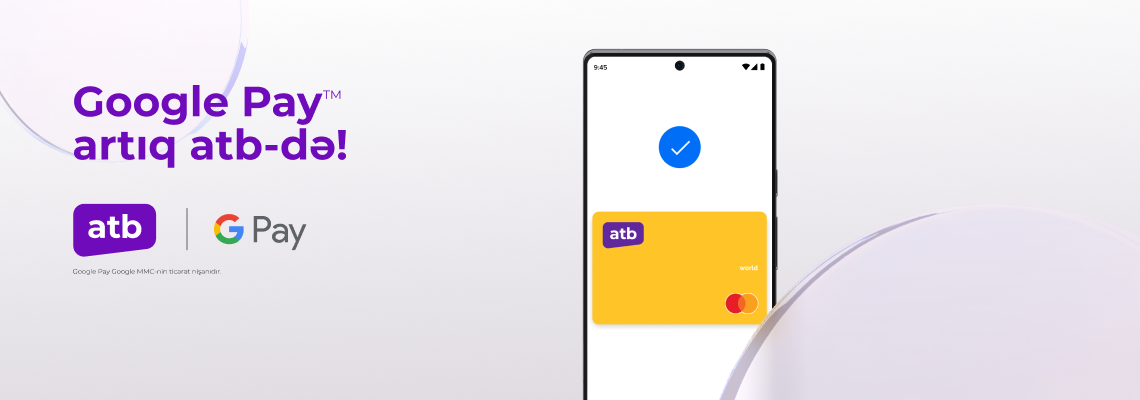 Google Pay™
artıq atb-də!
atb
G Pay
Google Pay Google MMC-nin ticarət nişanıdır.
9:45
atb
world